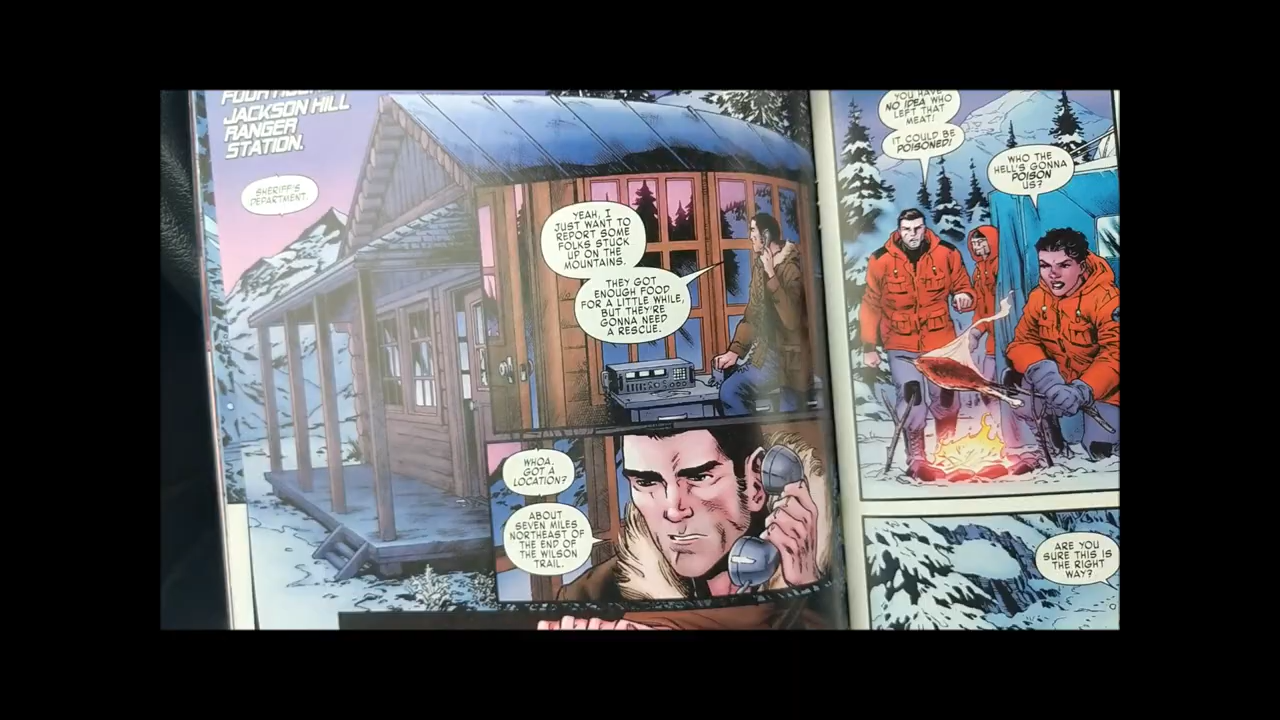 JACKSON HILL
RANGER
STATION.
SHERIFF'S
DEPARTMENT.
YEAH, I
JUST WANT TO
REPORT SOME
FOLKS STUCK
UP ON THE
MOUNTAINS.
THEY GOT
ENOUGH FOOD
FOR A LITTLE WHILE,
BUT THEY'RE
GONNA NEED
A RESCUE.
WHOA.
GOT A
LOCATION?
ABOUT
SEVEN MILES
NORTHEAST OF
THE END OF
THE WILSON
TRAIL.
YOU HAVE
NO IDEA WHO
LEFT THAT
MEAT!
IT COULD BE
POISONED!
WHO THE
HELL'S GONNA
POISON
US?
ARE YOU
SURE THIS IS
THE RIGHT
WAY?